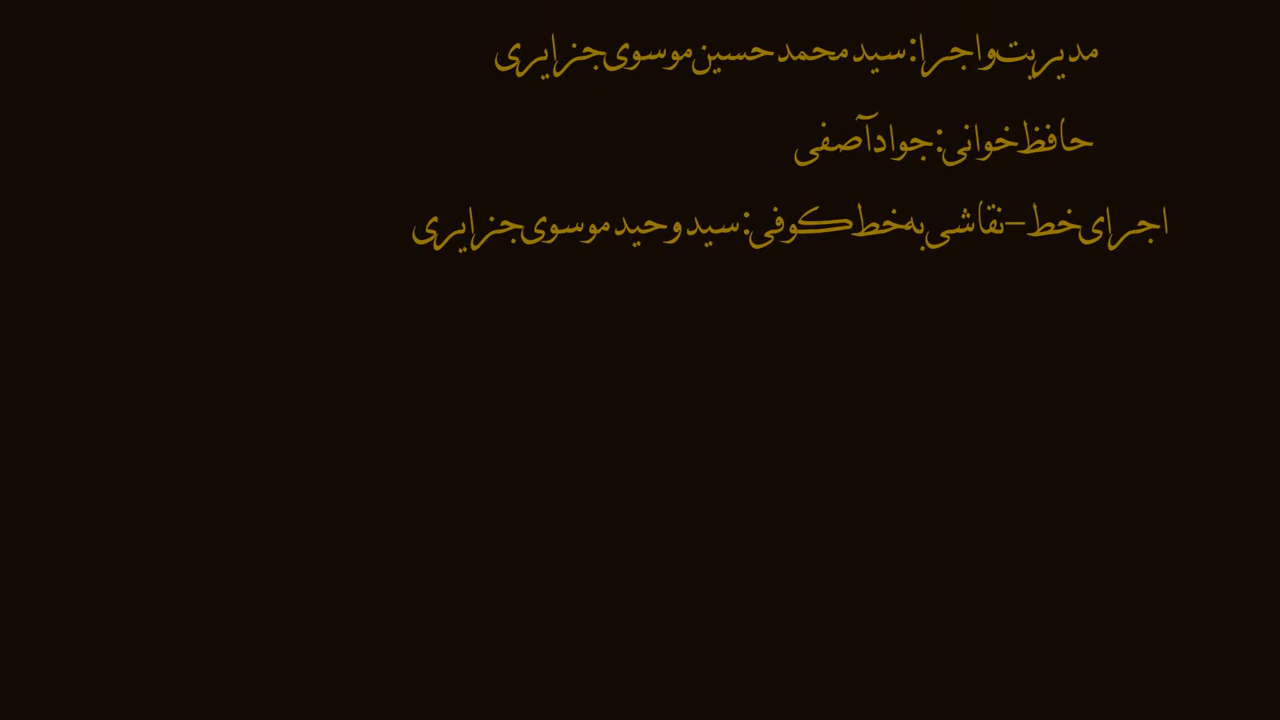 مدیریت و اجرا: سید محمد حسین موسوی جزایری
حافظ خوانی: جواد آصفی
اجرای خط - نقاشی به خط کوفی: سید وحید موسوی جزایری